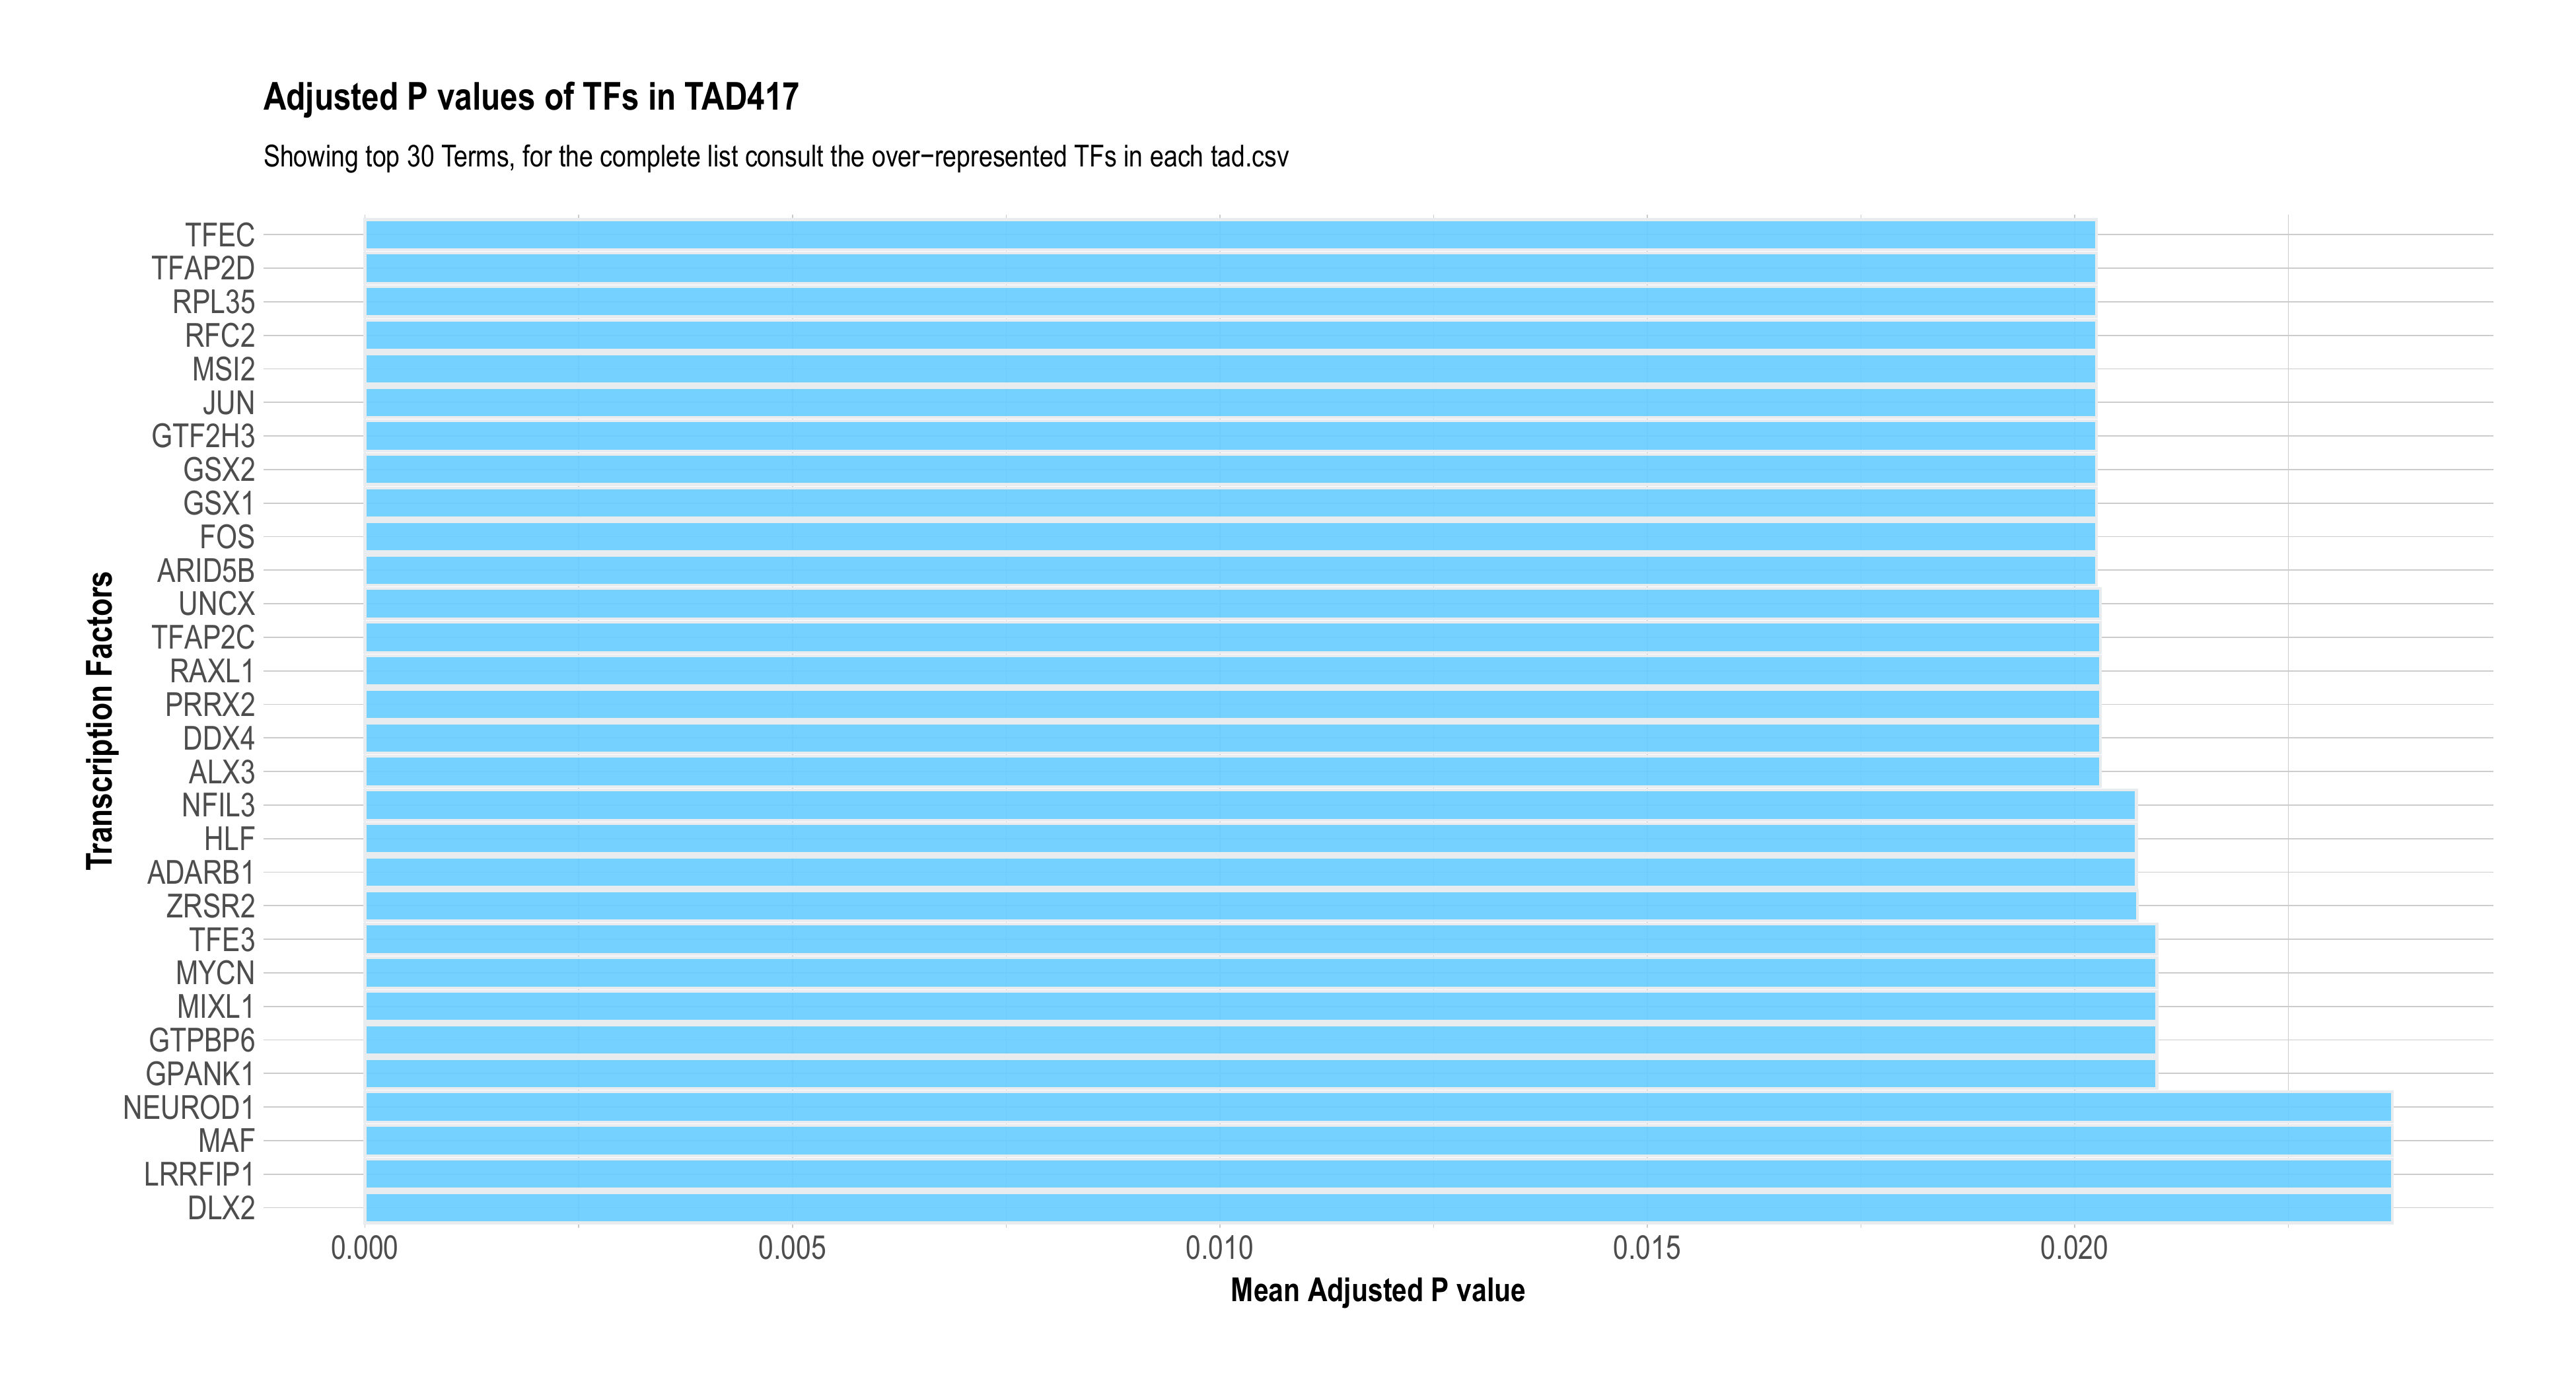 Adjusted P values of TFs in TAD417
Showing top 30 Terms, for the complete list consult the over−represented TFs in each tad.csv
Transcription Factors
TFEC
TFAP2D
RPL35
RFC2
MSI2
JUN
GTF2H3
GSX2
GSX1
FOS
ARID5B
UNCX
TFAP2C
RAXL1
PRRX2
DDX4
ALX3
NFIL3
HLF
ADARB1
ZRSR2
TFE3
MYCN
MIXL1
GTPBP6
GPANK1
NEUROD1
MAF
LRRFIP1
DLX2
0.000 0.005 0.010 0.015 0.020
Mean Adjusted P value